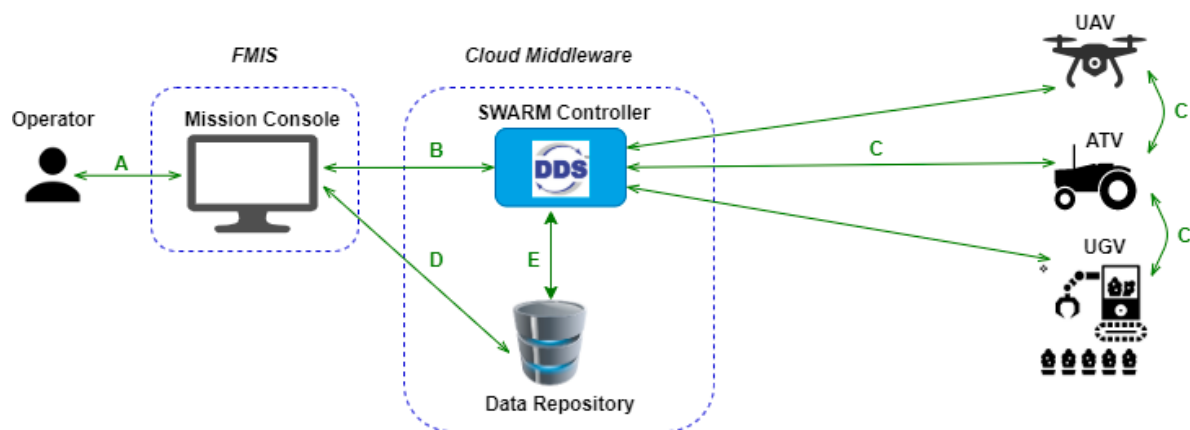 UAV
FMIS
Cloud Middleware
Operator
Mission Console
SWARM Controller
A
B
DDS
C
C
ATV
D
E
C
UGV
Data Repository